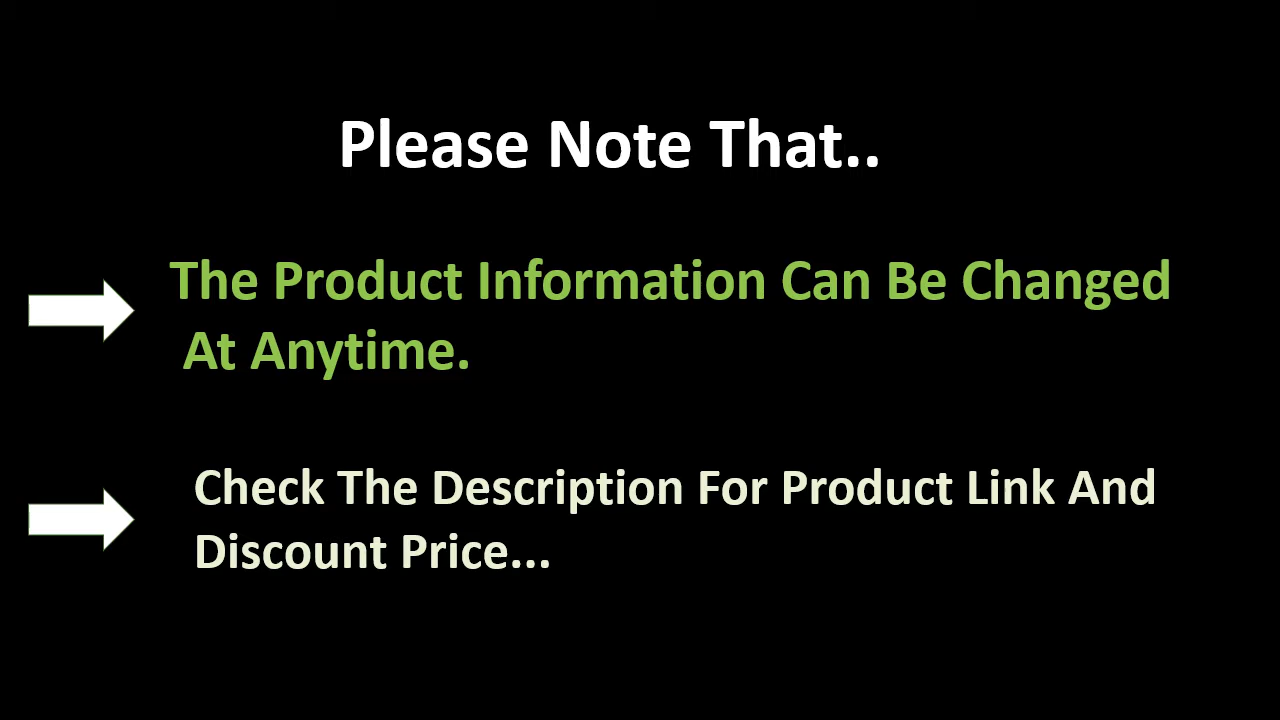 Please Note That..
The Product Information Can Be Changed
At Anytime.
Check The Description For Product Link And
Discount Price...